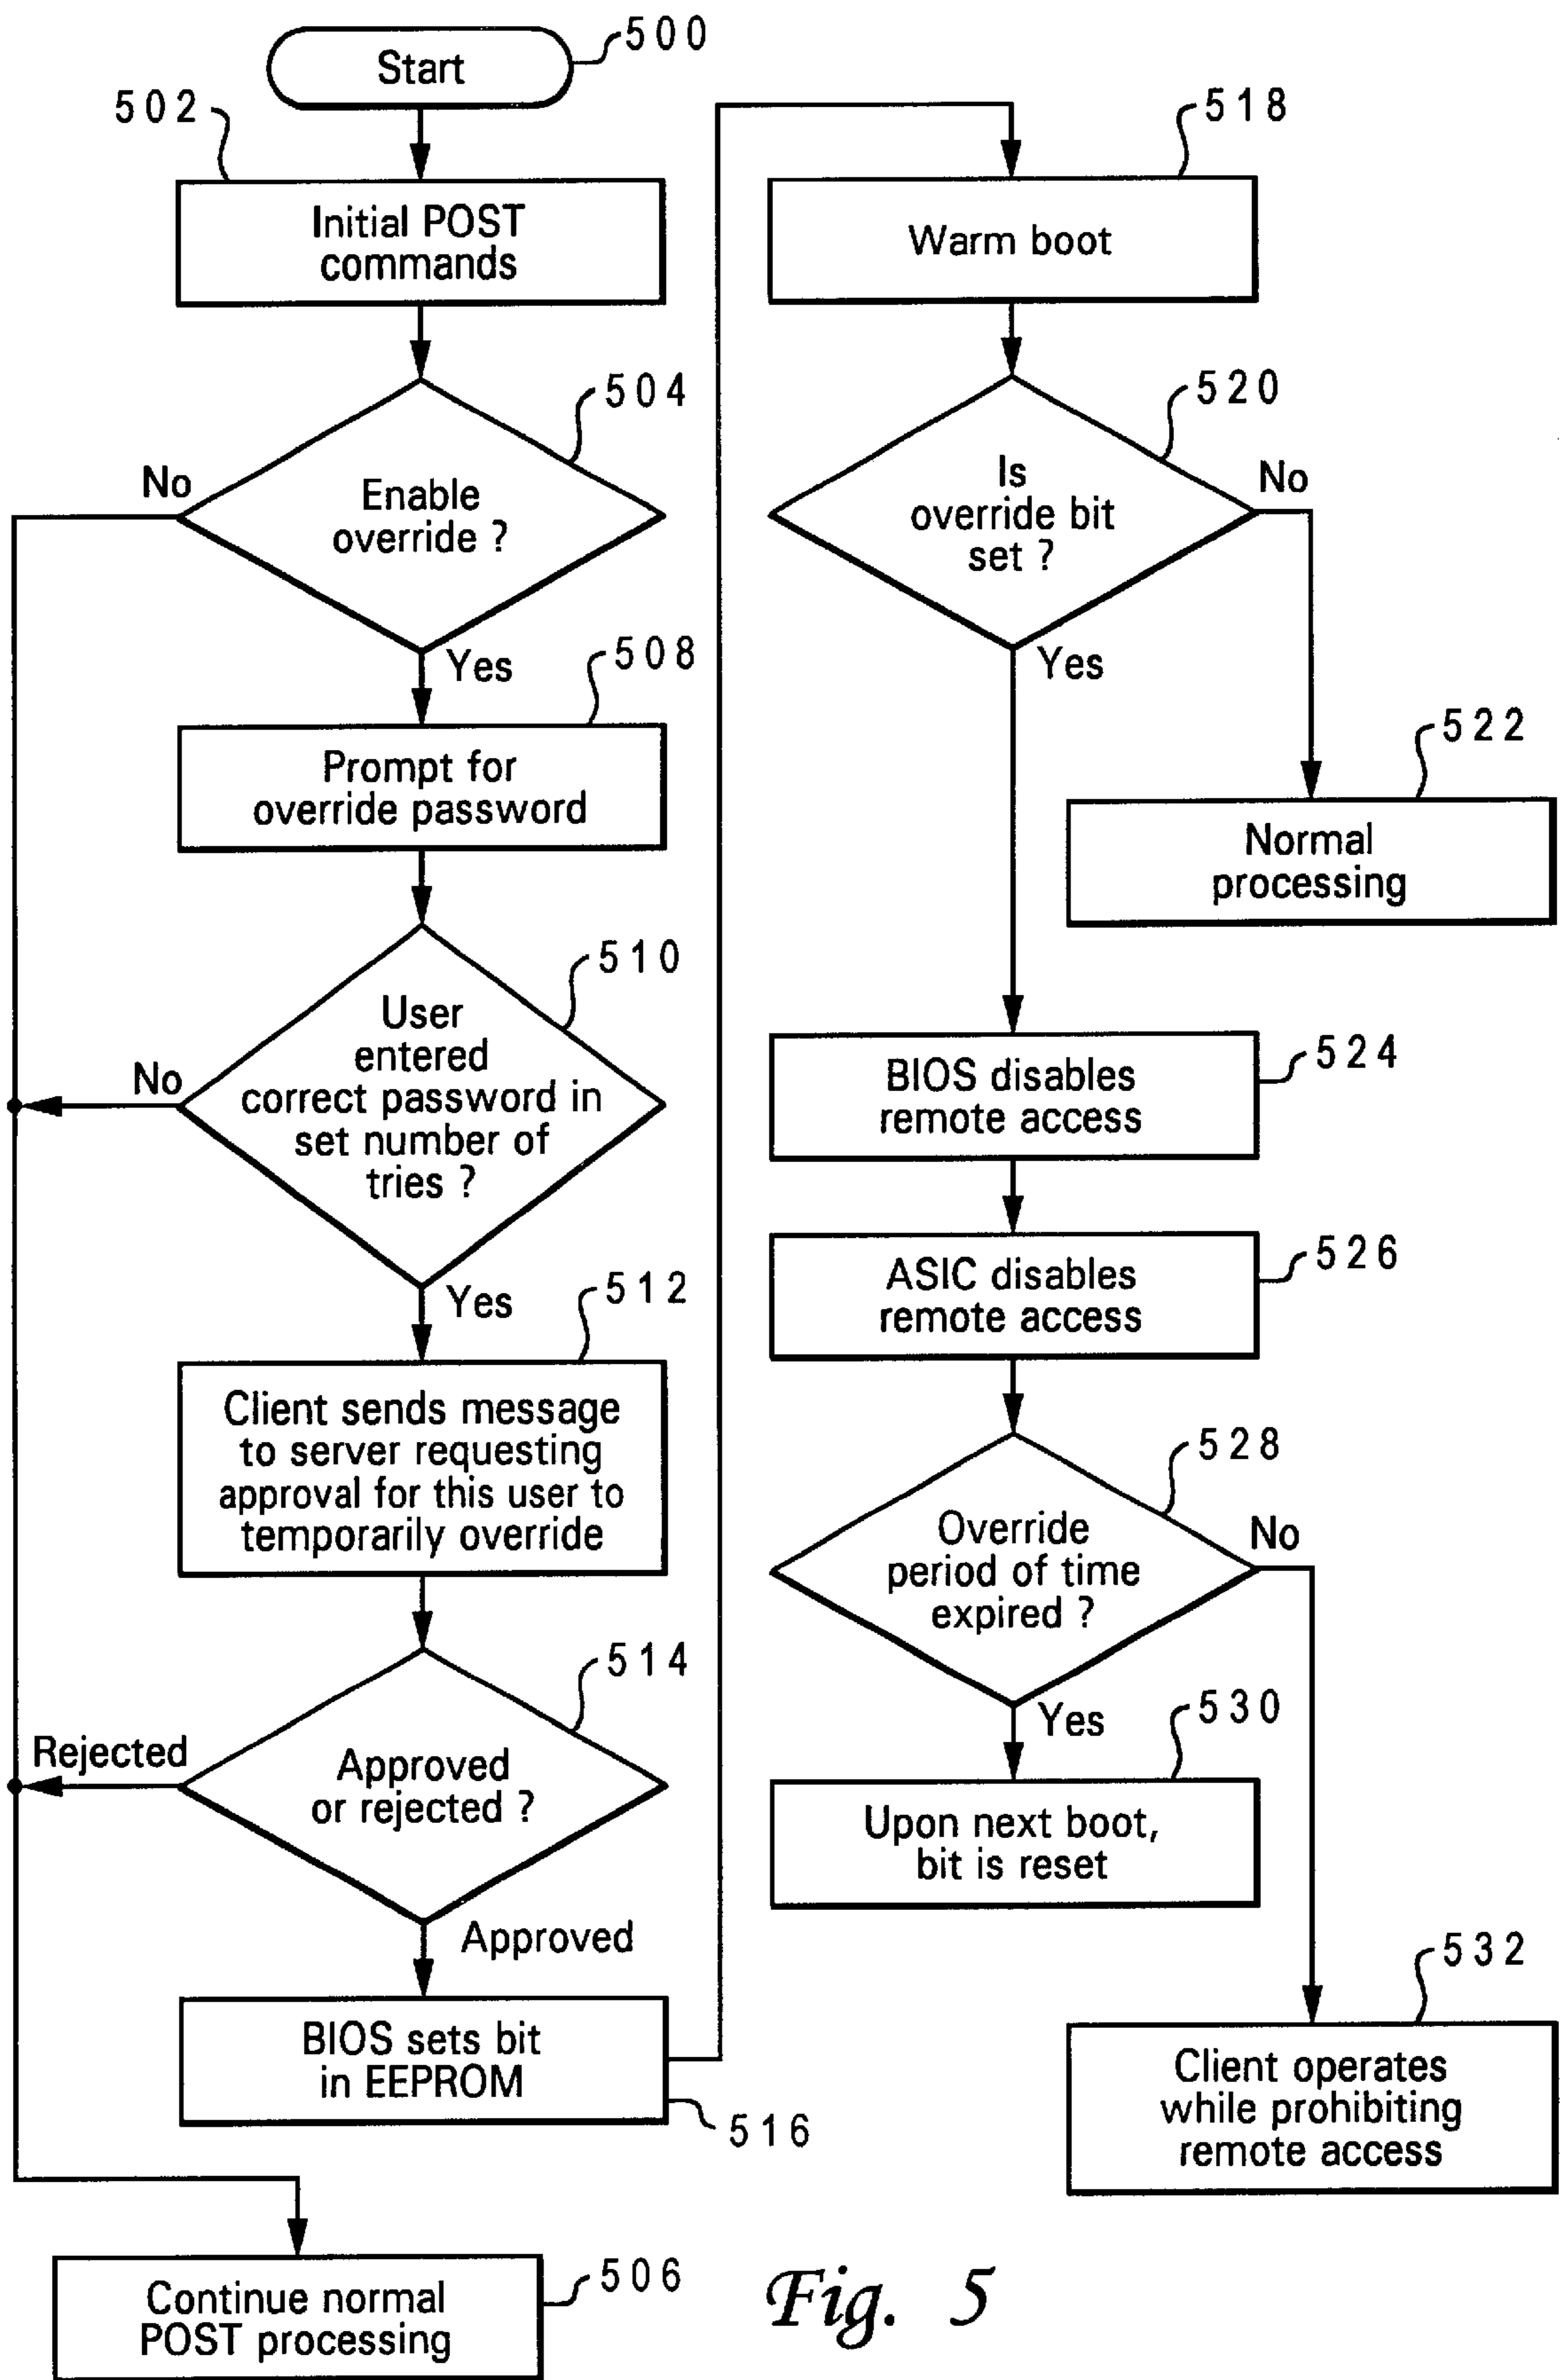 Start
500
502
Initial POST
commands
504
No
Enable
override ?
Yes
508
Prompt for
override password
510
No
User
entered
correct password in
set number of
tries ?
Yes
512
Client sends message
to server requesting
approval for this user to
temporarily override
514
Rejected
Approved
or rejected ?
Approved
BIOS sets bit
in EEPROM
516
Continue normal
POST processing
506
518
Warm boot
520
Is
override bit
set ?
No
Yes
522
Normal
processing
BIOS disables
remote access
524
ASIC disables
remote access
526
528
Override
period of time
expired ?
No
Yes
530
Upon next boot,
bit is reset
532
Client operates
while prohibiting
remote access
Fig. 5